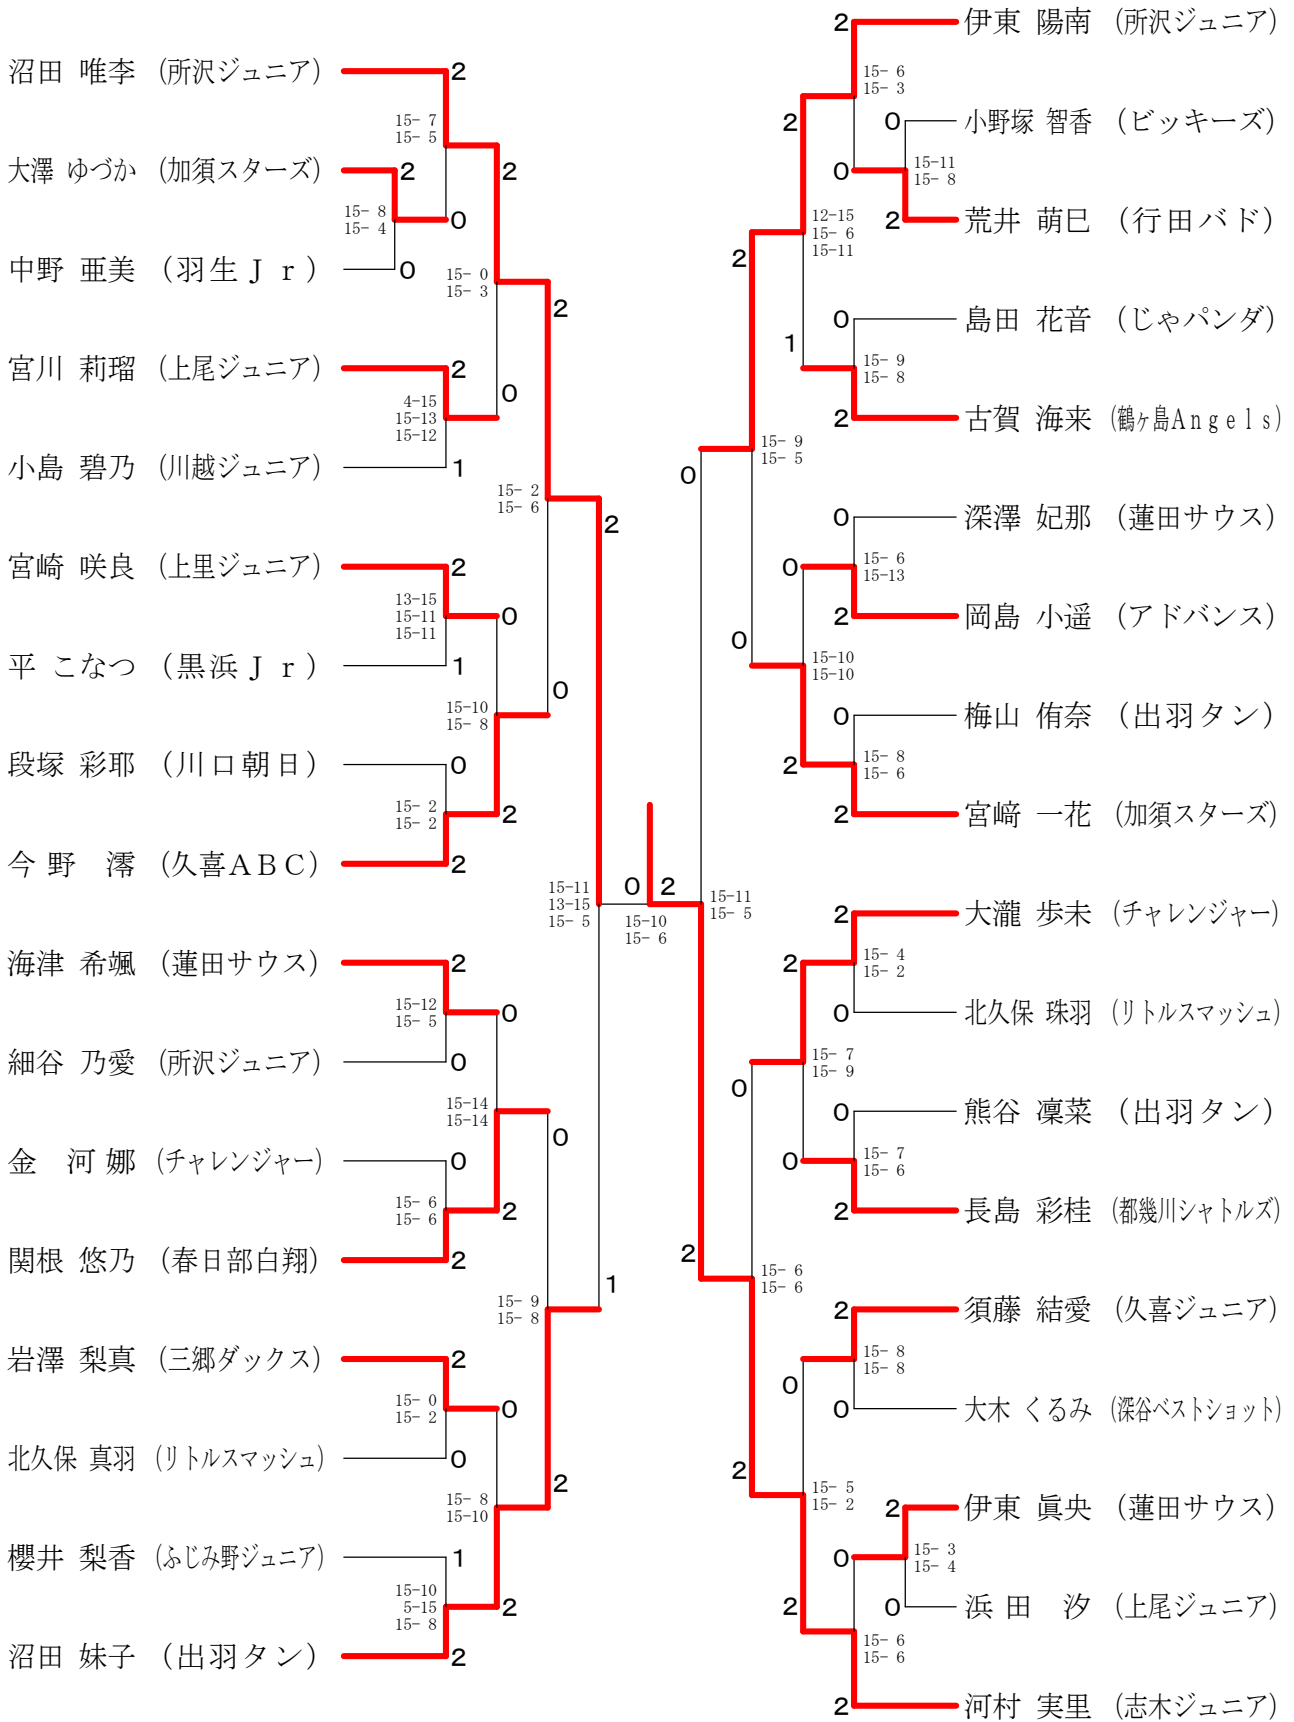 沼田 唯李 (所沢ジュニア) 2
15- 7
15- 5
大澤 ゆづか (加須スターズ) 2 2
15- 8
15- 4
0
中野 亜美 (羽生Ｊｒ) 0
15- 0
15- 3
2
宮川 莉瑠 (上尾ジュニア) 2
0
4-15
15-13
15-12
小島 碧乃 (川越ジュニア) 1
15- 2
15- 6
2
宮崎 咲良 (上里ジュニア) 2
13-15
15-11
15-11
0
平 こなつ (黒浜Ｊｒ) 1
0
15-10
15- 8
段塚 彩耶 (川口朝日) 0
15- 2
15- 2
2
今野 澪 (久喜ＡＢＣ) 2
15-11
13-15
15- 5
海津 希颯 (蓮田サウス) 2
15-12
15- 5
0
細谷 乃愛 (所沢ジュニア) 0
15-14
15-14
0
金 河娜 (チャレンジャー) 0
15- 6
15- 6
2
関根 悠乃 (春日部白翔) 2
1
15- 9
15- 8
岩澤 梨真 (三郷ダックス) 2
15- 0
15- 2
0
北久保 真羽 (リトルスマッシュ) 0
2
15- 8
15-10
櫻井 梨香 (ふじみ野ジュニア) 1
15-10
5-15
15- 8
2
沼田 妹子 (出羽タン) 2
0 2
15-10
15- 6
2 伊東 陽南 (所沢ジュニア)
15- 6
15- 3
2
0 小野塚 智香 (ビッキーズ)
15-11
15- 8
0
2 荒井 萌巳 (行田バド)
12-15
15- 6
15-11
2
0 島田 花音 (じゃパンダ)
1
15- 9
15- 8
2 古賀 海来 (鶴ヶ島Ａｎｇｅｌｓ)
15- 9
15- 5
0
0 深澤 妃那 (蓮田サウス)
15- 6
15-13
0
2 岡島 小遥 (アドバンス)
0
15-10
15-10
0 梅山 侑奈 (出羽タン)
15- 8
15- 6
2
2 宮﨑 一花 (加須スターズ)
15-11
15- 5
2 大瀧 歩未 (チャレンジャー)
15- 4
15- 2
2
0 北久保 珠羽 (リトルスマッシュ)
15- 7
15- 9
0
0 熊谷 凜菜 (出羽タン)
15- 7
15- 6
0
2 長島 彩桂 (都幾川シャトルズ)
2
15- 6
15- 6
2 須藤 結愛 (久喜ジュニア)
15- 8
15- 8
0
0 大木 くるみ (深谷ベストショット)
2
15- 5
15- 2
2 伊東 眞央 (蓮田サウス)
15- 3
15- 4
0
2
0 浜田 汐 (上尾ジュニア)
15- 6
15- 6
2 河村 実里 (志木ジュニア)